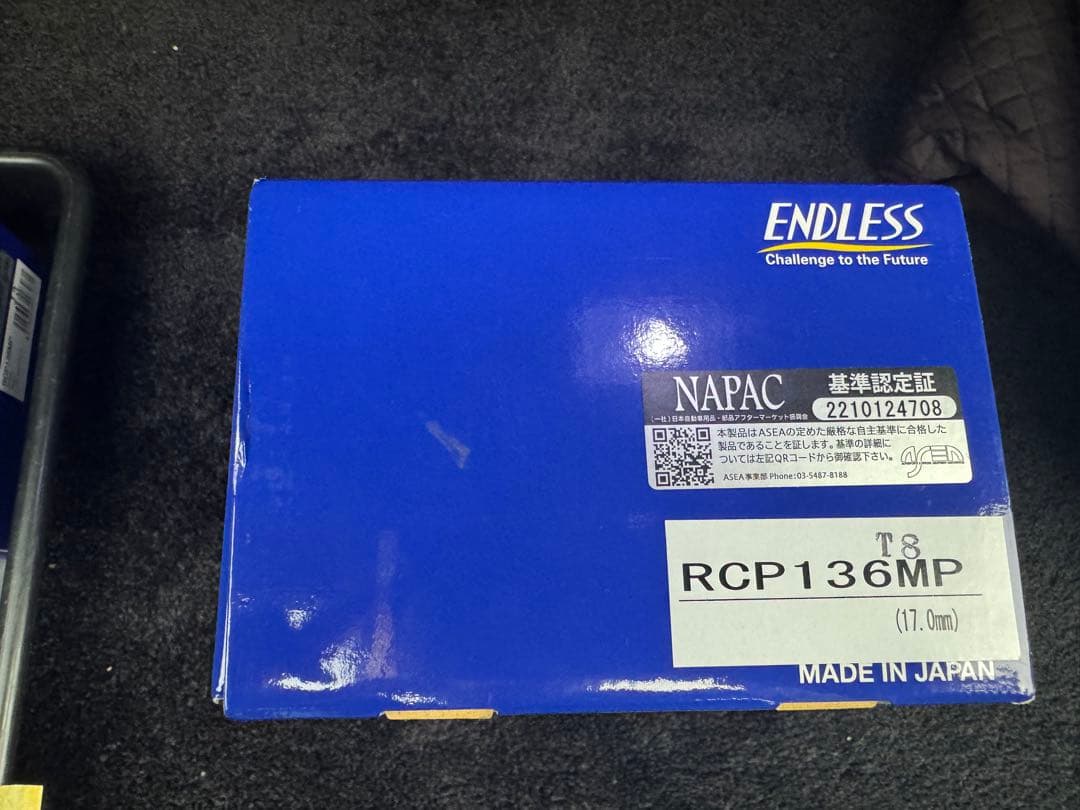 ENDLESS
Challenge to the Future
NAPAC
基準認定証
(一社)日本自動車用品・部品アフターマーケット振興会
2210124708
本製品はASEAの定めた厳格な自主基準に合格した
製品であることを証します。基準の詳細に
ついては左記QRコードから御確認下さい。
ASEA事業部 Phone:03-5487-8188
T8
RCP136MP
(17.0mm)
MADE IN JAPAN